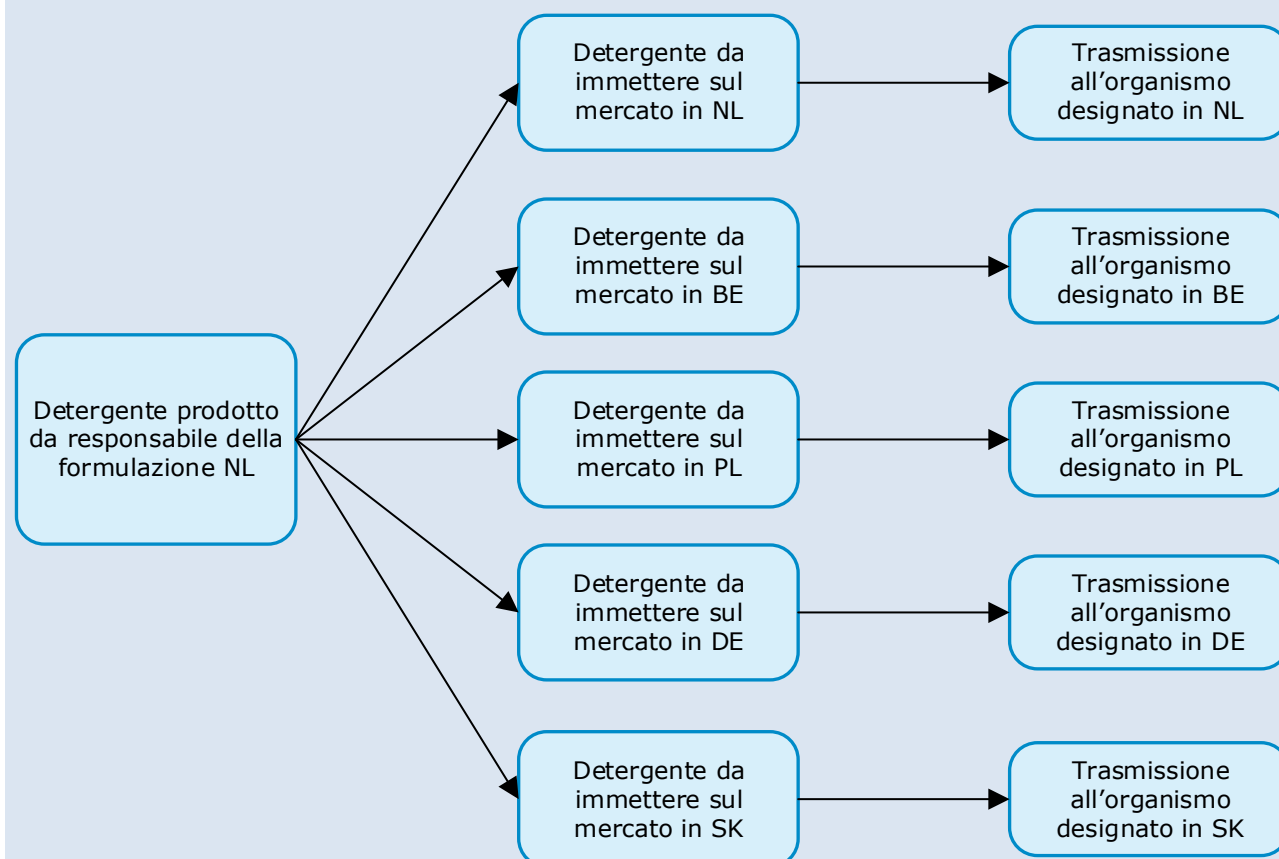 Detergente prodotto
da responsabile della
formulazione NL
Detergente da
immettere sul
mercato in NL
Trasmissione
all’organismo
designato in NL
Detergente da
immettere sul
mercato in BE
Trasmissione
all’organismo
designato in BE
Detergente da
immettere sul
mercato in PL
Trasmissione
all’organismo
designato in PL
Detergente da
immettere sul
mercato in DE
Trasmissione
all’organismo
designato in DE
Detergente da
immettere sul
mercato in SK
Trasmissione
all’organismo
designato in SK